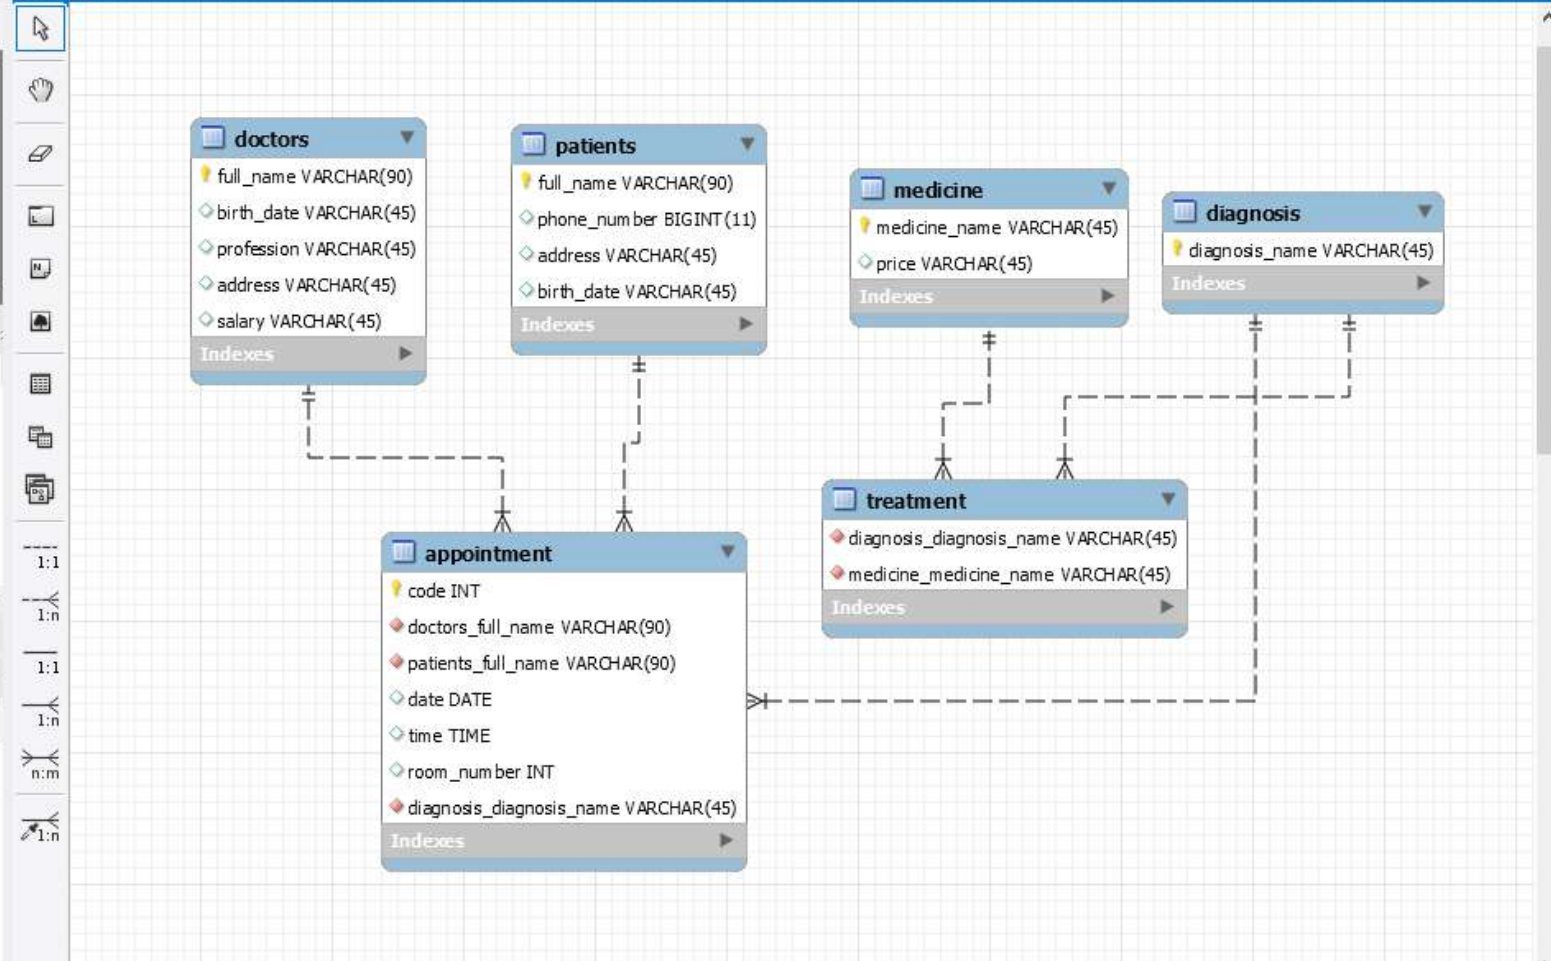 doctors
full_name VARCHAR(90)
birth_date VARCHAR(45)
profession VARCHAR(45)
address VARCHAR(45)
salary VARCHAR(45)
Indexes
patients
full_name VARCHAR(90)
phone_number BIGINT(11)
address VARCHAR(45)
birth_date VARCHAR(45)
Indexes
medicine
medicine_name VARCHAR(45)
price VARCHAR(45)
Indexes
diagnosis
diagnosis_name VARCHAR(45)
Indexes
appointment
code INT
doctors_full_name VARCHAR(90)
patients_full_name VARCHAR(90)
date DATE
time TIME
room_number INT
diagnosis_diagnosis_name VARCHAR(45)
Indexes
treatment
diagnosis_diagnosis_name VARCHAR(45)
medicine_medicine_name VARCHAR(45)
Indexes
1:1
1:n
1:1
1:n
n:m
1:n